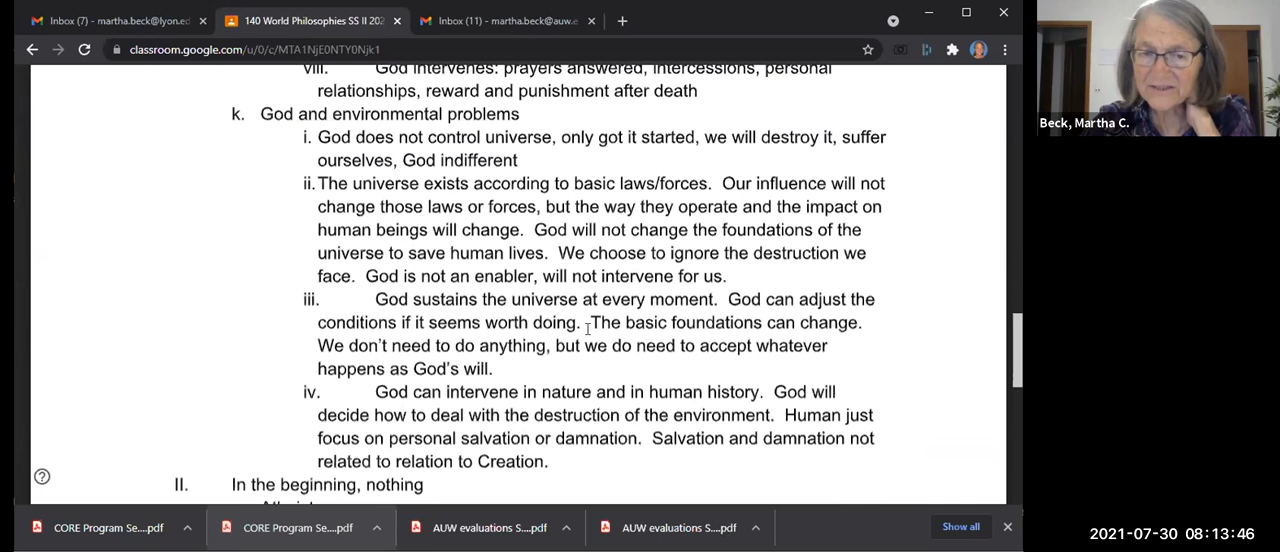 Inbox (7) - martha.beck@lyon.ed
140 World Philosophies SS II 202
Inbox (11) - martha.beck@auw.e
classroom.google.com/u/0/c/MTA1NjE0NTY0Njk1
viii. God intervenes: prayers answered, intercessions, personal
relationships, reward and punishment after death
k. God and environmental problems
i. God does not control universe, only got it started, we will destroy it, suffer
ourselves, God indifferent
ii. The universe exists according to basic laws/forces. Our influence will not
change those laws or forces, but the way they operate and the impact on
human beings will change. God will not change the foundations of the
universe to save human lives. We choose to ignore the destruction we
face. God is not an enabler, will not intervene for us.
iii. God sustains the universe at every moment. God can adjust the
conditions if it seems worth doing. The basic foundations can change.
We don't need to do anything, but we do need to accept whatever
happens as God's will.
iv. God can intervene in nature and in human history. God will
decide how to deal with the destruction of the environment. Human just
focus on personal salvation or damnation. Salvation and damnation not
related to relation to Creation.
II. In the beginning, nothing
CORE Program Se....pdf
CORE Program Se....pdf
AUW evaluations S....pdf
AUW evaluations S....pdf
Show all
Beck, Martha C.
2021-07-30 08:13:46